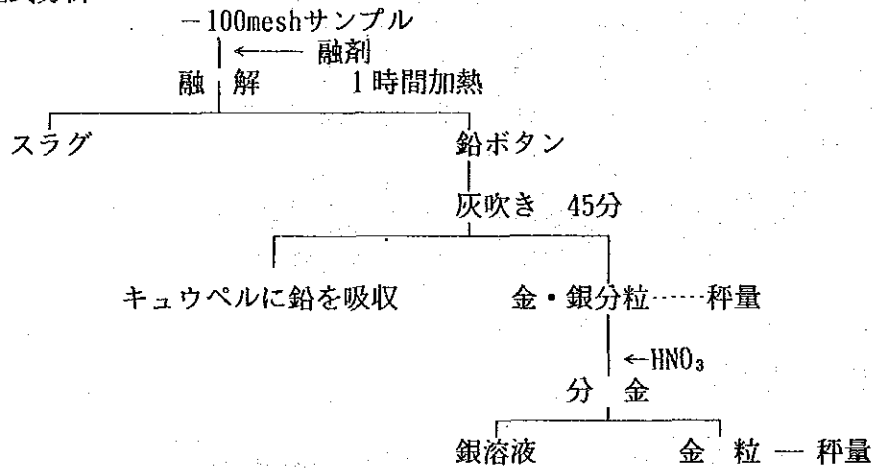 －100meshサンプル
← 融剤
融 解 1時間加熱
スラグ 鉛ボタン
灰吹き 45分
キュウペルに鉛を吸収 金・銀分粒……秤量
←HNO₃
分 金
銀溶液 金 粒 — 秤量